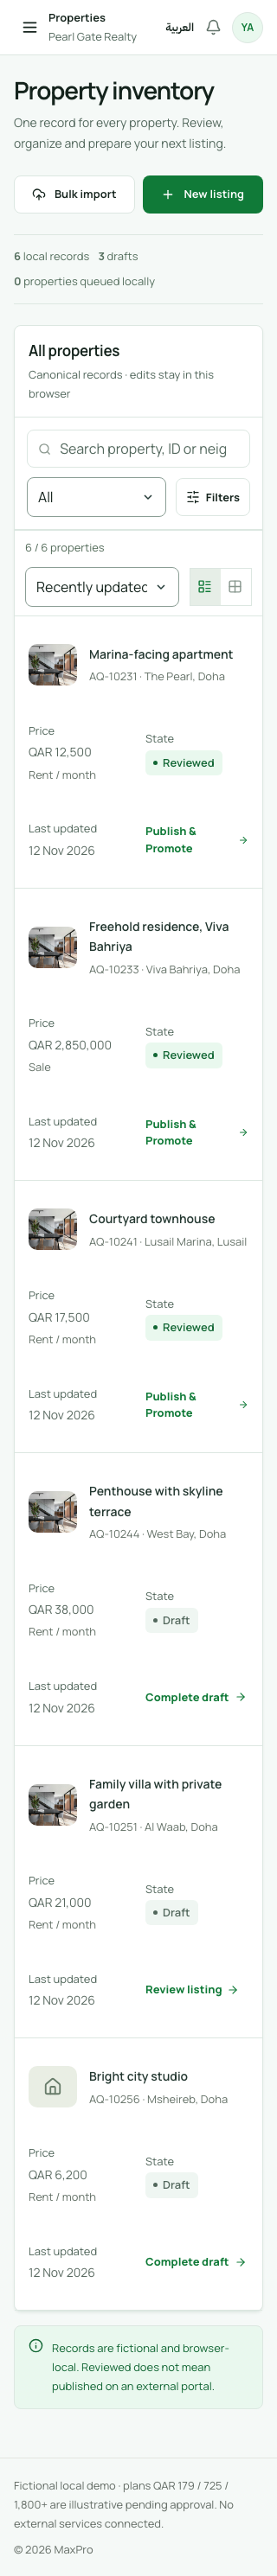 Properties
Pearl Gate Realty
العربية
YA
Property inventory
One record for every property. Review,
organize and prepare your next listing.
Bulk import
New listing
6 local records 3 drafts
0 properties queued locally
All properties
Canonical records · edits stay in this
browser
Search property, ID or neig
All
Filters
6 / 6 properties
Recently updated
Marina-facing apartment
AQ-10231 · The Pearl, Doha
Price
QAR 12,500
Rent / month
State
Reviewed
Last updated
12 Nov 2026
Publish &
Promote
Freehold residence, Viva
Bahriya
AQ-10233 · Viva Bahriya, Doha
Price
QAR 2,850,000
Sale
State
Reviewed
Last updated
12 Nov 2026
Publish &
Promote
Courtyard townhouse
AQ-10241 · Lusail Marina, Lusail
Price
QAR 17,500
Rent / month
State
Reviewed
Last updated
12 Nov 2026
Publish &
Promote
Penthouse with skyline
terrace
AQ-10244 · West Bay, Doha
Price
QAR 38,000
Rent / month
State
Draft
Last updated
12 Nov 2026
Complete draft
Family villa with private
garden
AQ-10251 · Al Waab, Doha
Price
QAR 21,000
Rent / month
State
Draft
Last updated
12 Nov 2026
Review listing
Bright city studio
AQ-10256 · Msheireb, Doha
Price
QAR 6,200
Rent / month
State
Draft
Last updated
12 Nov 2026
Complete draft
Records are fictional and browser-
local. Reviewed does not mean
published on an external portal.
Fictional local demo · plans QAR 179 / 725 /
1,800+ are illustrative pending approval. No
external services connected.
© 2026 MaxPro